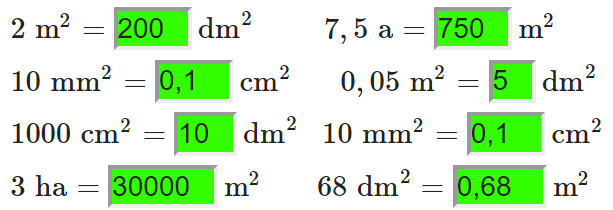 2 m² = 200 dm² 7,5 a = 750 m²
10 mm² = 0,1 cm² 0,05 m² = 5 dm²
1000 cm² = 10 dm² 10 mm² = 0,1 cm²
3 ha = 30000 m² 68 dm² = 0,68 m²